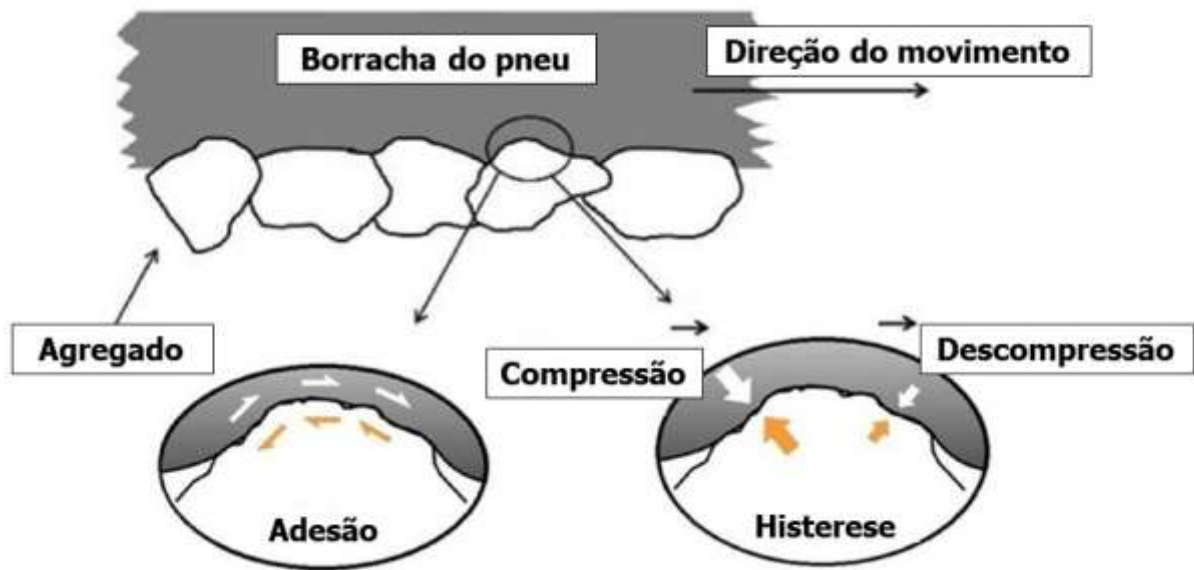 Borracha do pneu
Direção do movimento
Agregado
Compressão
Descompressão
Adesão
Histerese